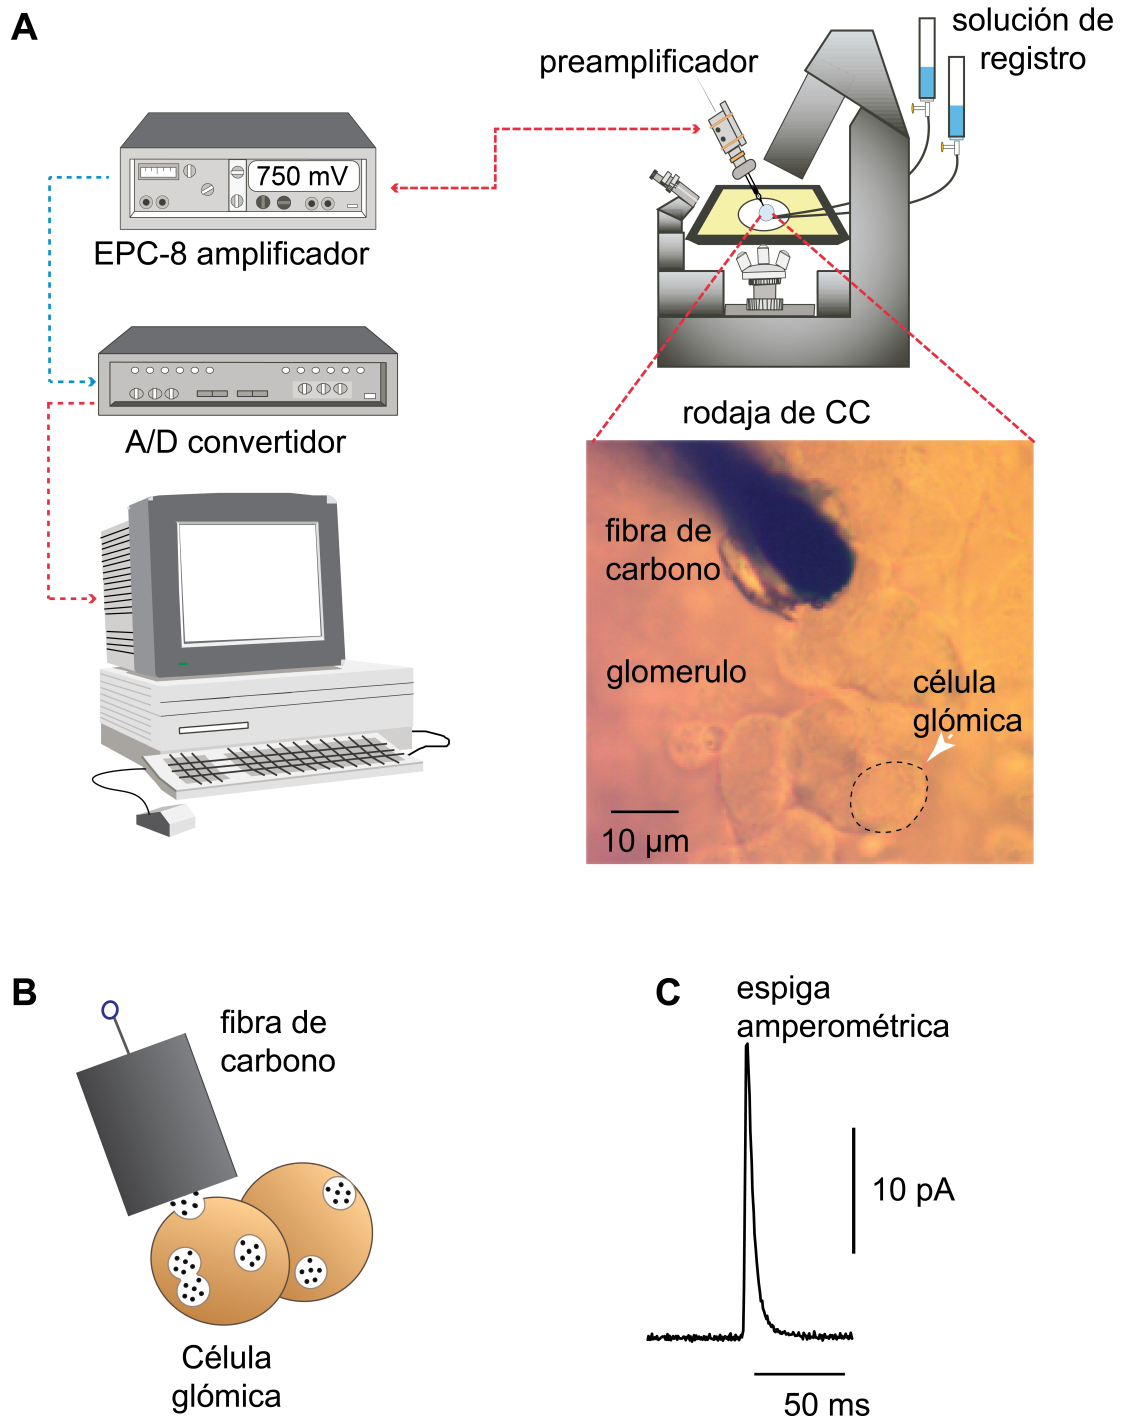 A
solución de
registro
preamplificador
750 mV
EPC-8 amplificador
A/D convertidor
rodaja de CC
fibra de
carbono
glomerulo
célula
glómica
10 µm
B
fibra de
carbono
Célula
glómica
C
espiga
amperométrica
10 pA
50 ms